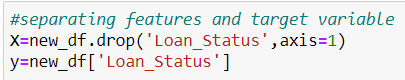 #separating features and target variable
X=new_df.drop('Loan_Status',axis=1)
y=new_df['Loan_Status']